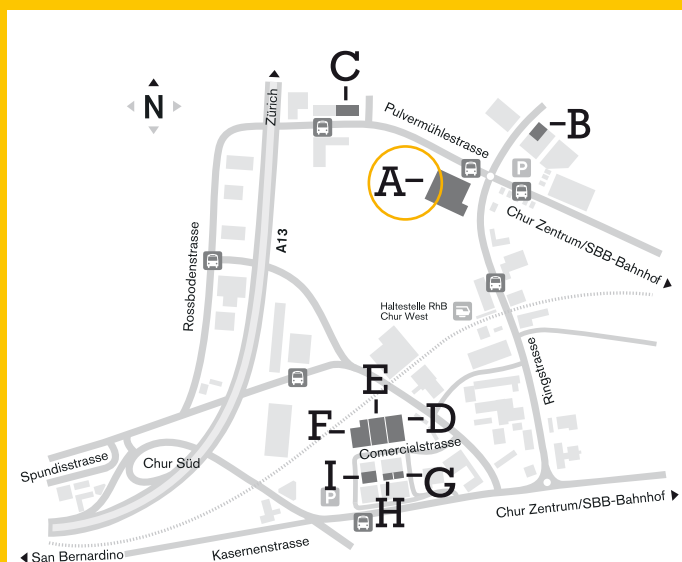 C
N
Zürich
Pulvermühlestrasse
B
P
A
Chur Zentrum/SBB-Bahnhof
A13
Rossbodenstrasse
Haltestelle RhB
Chur West
Ringstrasse
E
D
F
Comercialstrasse
Spundisstrasse
Chur Süd
I
G
P
H
Chur Zentrum/SBB-Bahnhof
Kasernenstrasse
San Bernardino